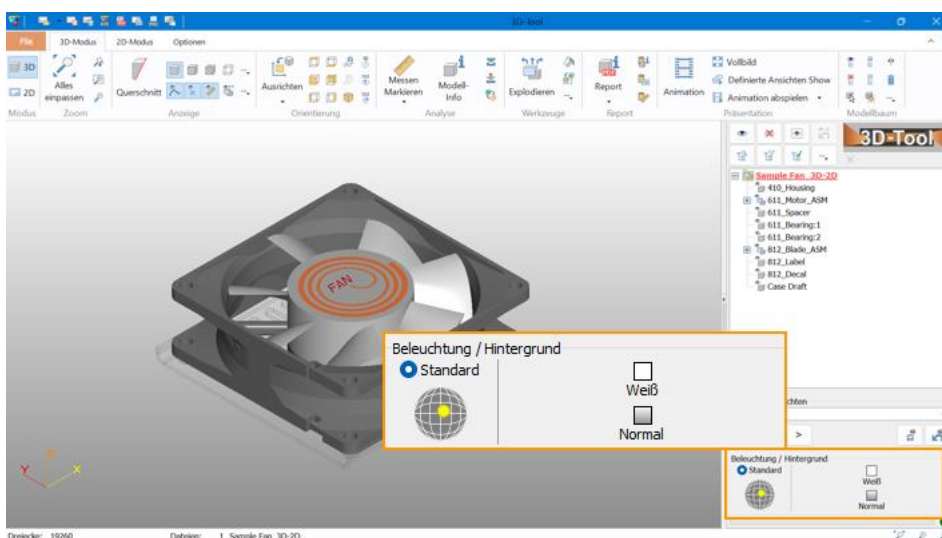 3D-Tool
File 3D-Modus 2D-Modus Optionen
3D
2D
Alles einpassen
Querschnitt
Ausrichten
Messen Markieren
Modell-Info
Explodieren
Report
Animation
Vollbild
Definierte Ansichten Show
Animation abspielen
Modus Zoom Anzeige Orientierung Analyse Werkzeuge Report Präsentation Modellbaum
3D-Tool
Sample Fan_3D-2D
410_Housing
611_Motor_ASM
611_Spacer
611_Bearing:1
611_Bearing:2
812_Blade_ASM
812_Label
812_Decal
Case Draft
FAN
Beleuchtung / Hintergrund
Standard
Weiß
Normal
Y X
Beleuchtung / Hintergrund
Standard
Weiß
Normal
Dreiecke: 19260 Dateien: 1 Sample Fan_3D-2D